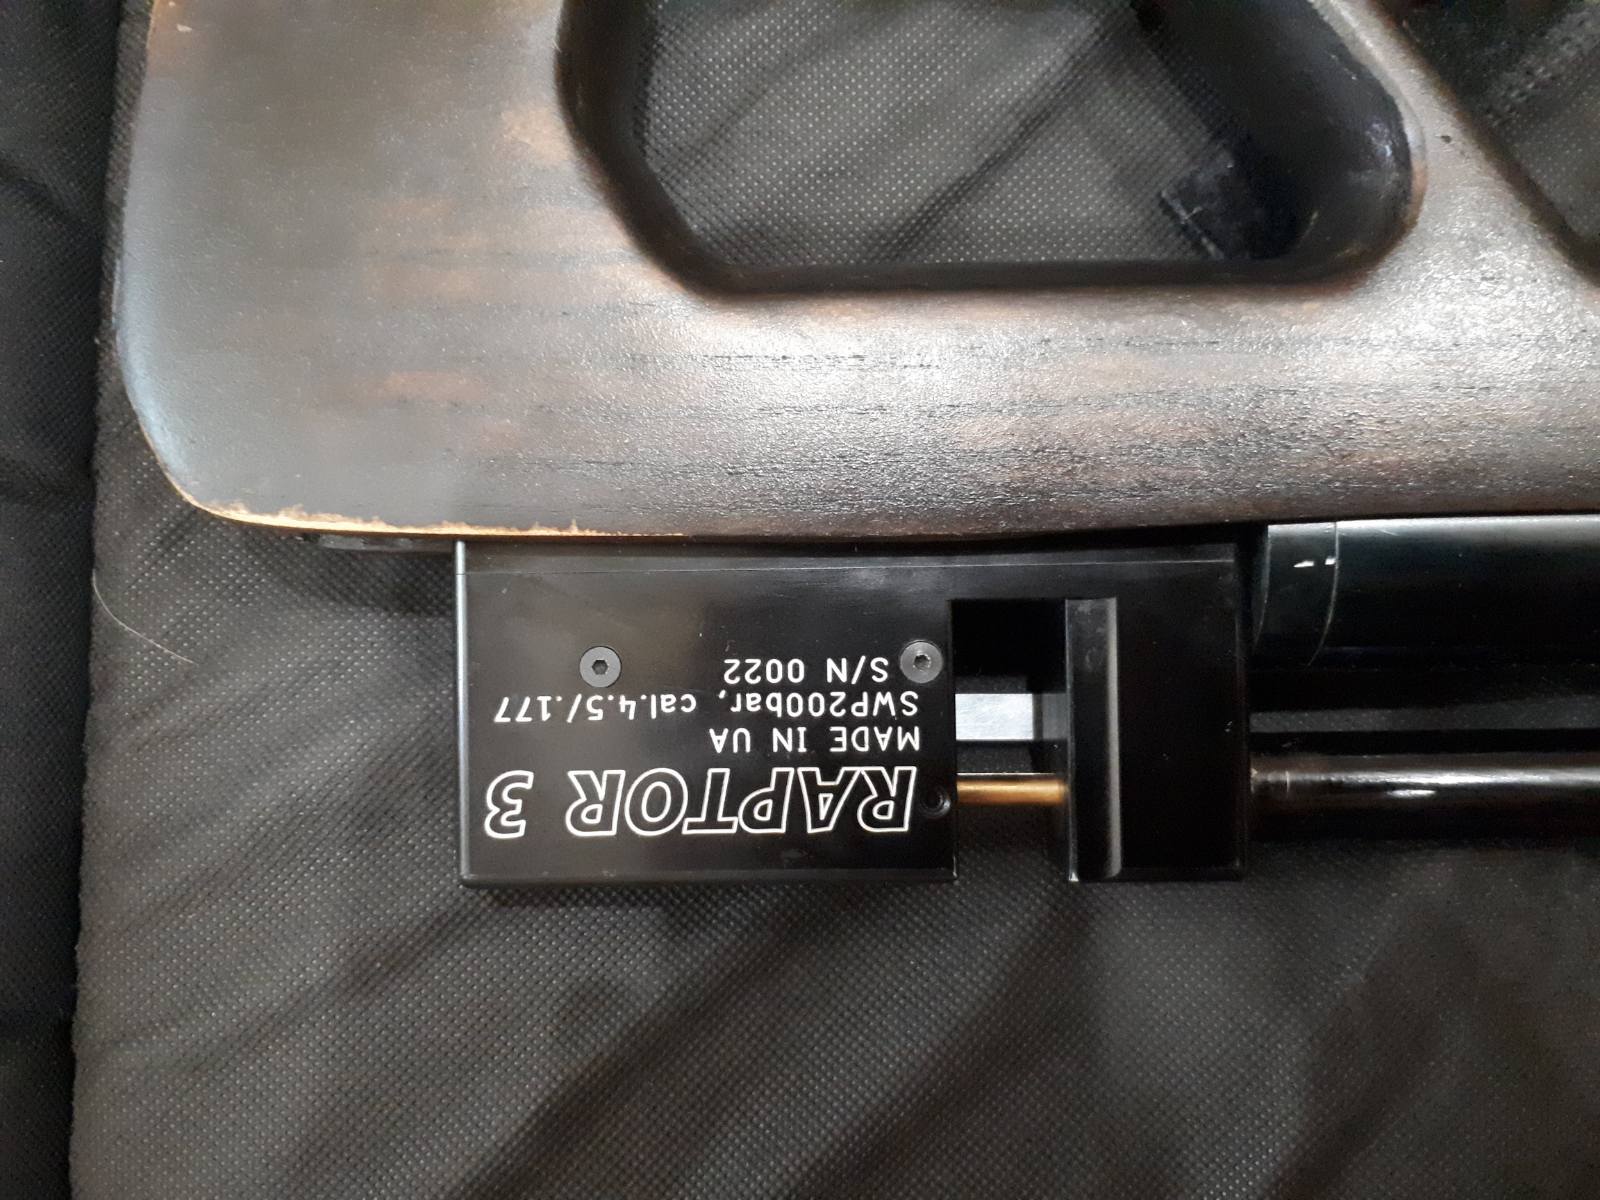 RAPTOR 3
MADE IN UA
SWP200bar, cal.4.5/.177
S/N 0022